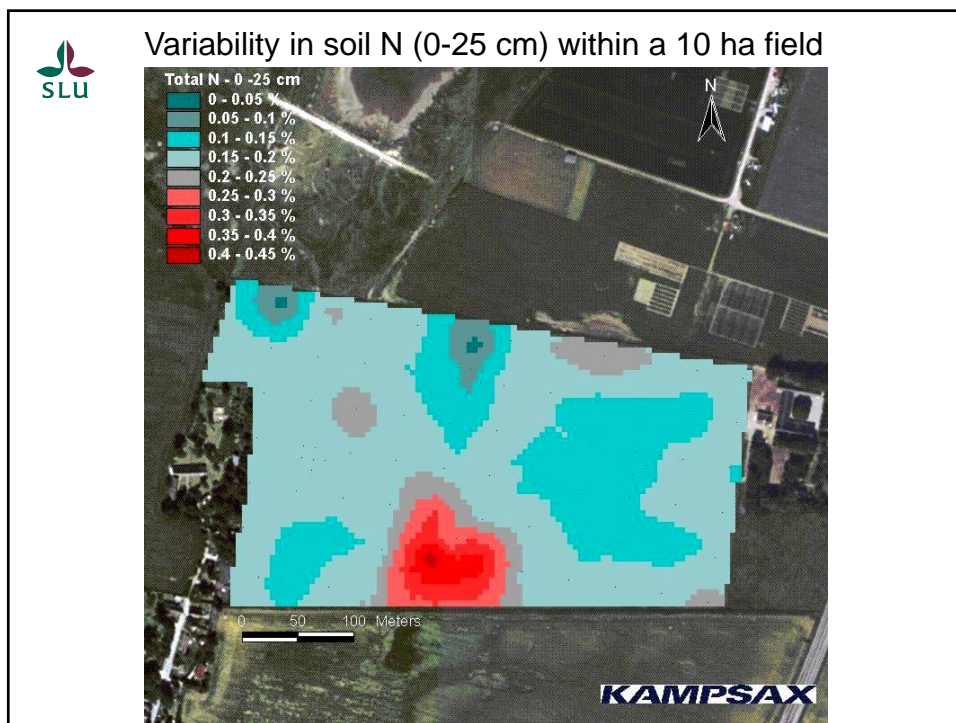 Variability in soil N (0-25 cm) within a 10 ha field
SLU
Total N - 0 -25 cm
0 - 0.05 %
0.05 - 0.1 %
0.1 - 0.15 %
0.15 - 0.2 %
0.2 - 0.25 %
0.25 - 0.3 %
0.3 - 0.35 %
0.35 - 0.4 %
0.4 - 0.45 %
N
0 50 100 Meters
KAMPSAX